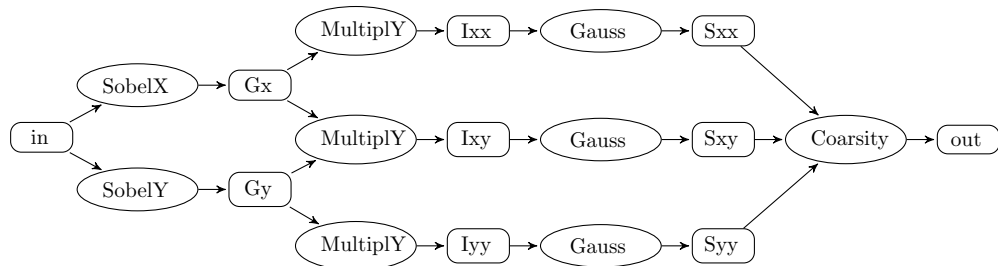 MultiplY
Ixx
Gauss
Sxx
SobelX
Gx
in
MultiplY
Ixy
Gauss
Sxy
Coarsity
out
SobelY
Gy
MultiplY
Iyy
Gauss
Syy